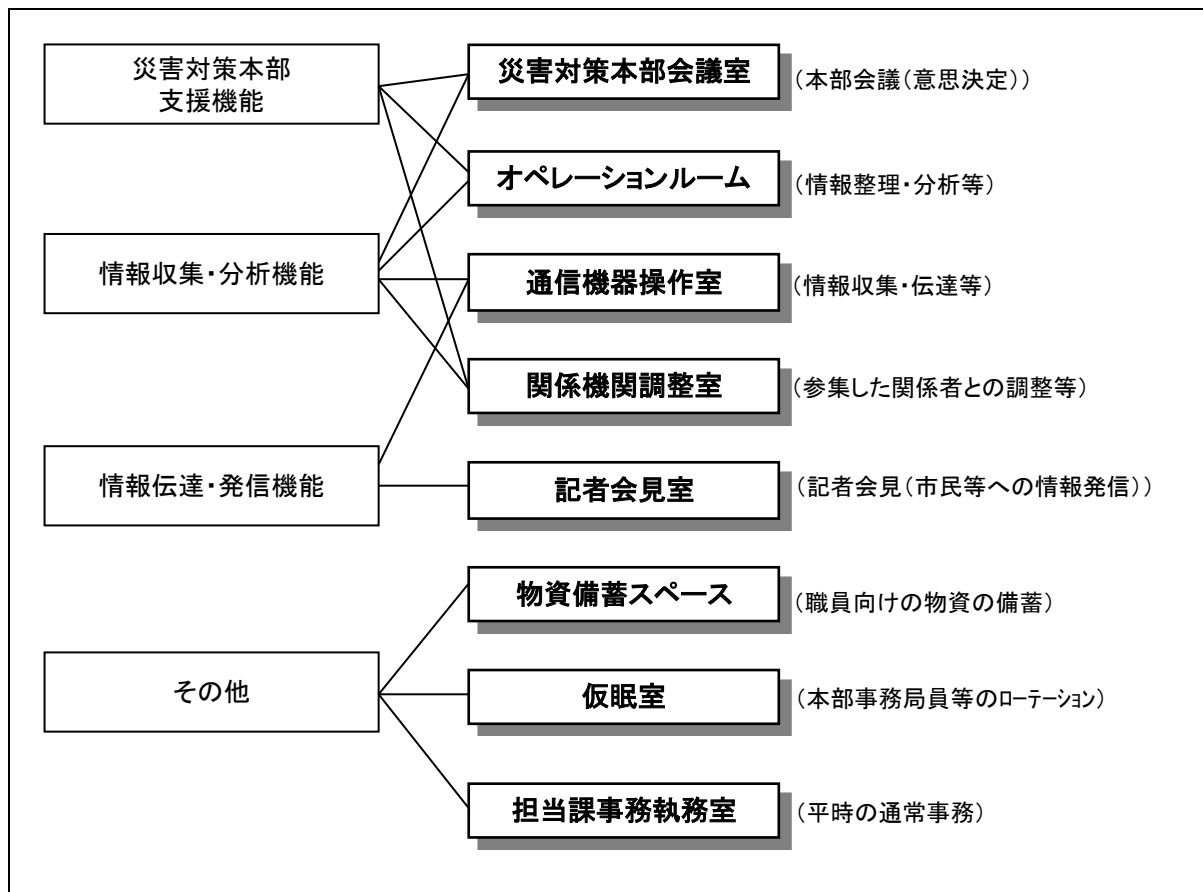 災害対策本部
支援機能
災害対策本部会議室
(本部会議(意思決定))
オペレーションルーム
(情報整理・分析等)
情報収集・分析機能
通信機器操作室
(情報収集・伝達等)
関係機関調整室
(参集した関係者との調整等)
情報伝達・発信機能
記者会見室
(記者会見(市民等への情報発信))
物資備蓄スペース
(職員向けの物資の備蓄)
その他
仮眠室
(本部事務局員等のローテーション)
担当課事務執務室
(平時の通常事務)